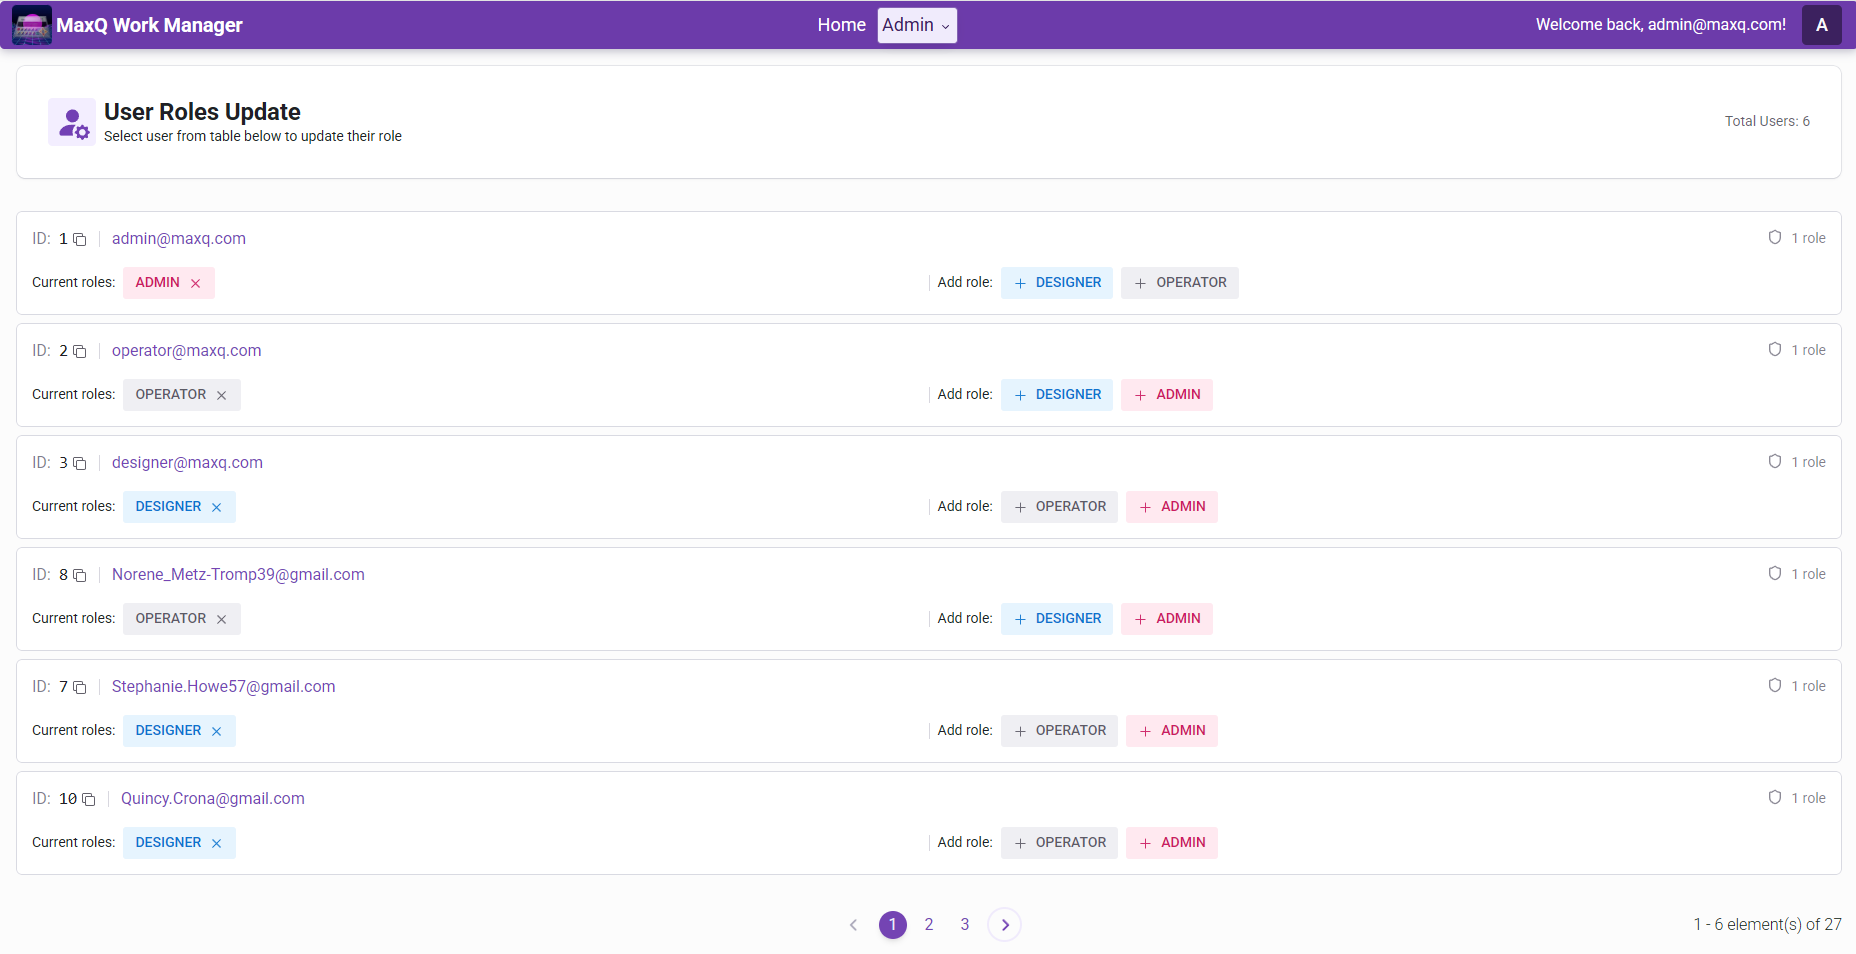 MaxQ Work Manager
Home Admin
Welcome back, admin@maxq.com! A
User Roles Update
Select user from table below to update their role
Total Users: 6
ID: 1 admin@maxq.com 1 role
Current roles: ADMIN Add role: DESIGNER OPERATOR
ID: 2 operator@maxq.com 1 role
Current roles: OPERATOR Add role: DESIGNER ADMIN
ID: 3 designer@maxq.com 1 role
Current roles: DESIGNER Add role: OPERATOR ADMIN
ID: 8 Norene_Metz-Tromp39@gmail.com 1 role
Current roles: OPERATOR Add role: DESIGNER ADMIN
ID: 7 Stephanie.Howe57@gmail.com 1 role
Current roles: DESIGNER Add role: OPERATOR ADMIN
ID: 10 Quincy.Crona@gmail.com 1 role
Current roles: DESIGNER Add role: OPERATOR ADMIN
1 2 3
1 - 6 element(s) of 27